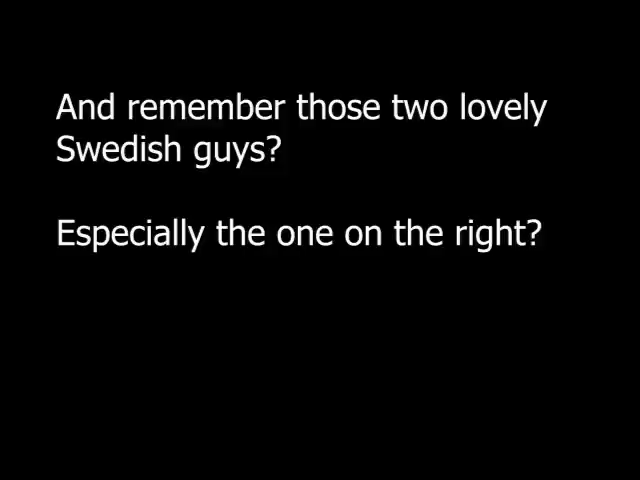 And remember those two lovely
Swedish guys?
Especially the one on the right?